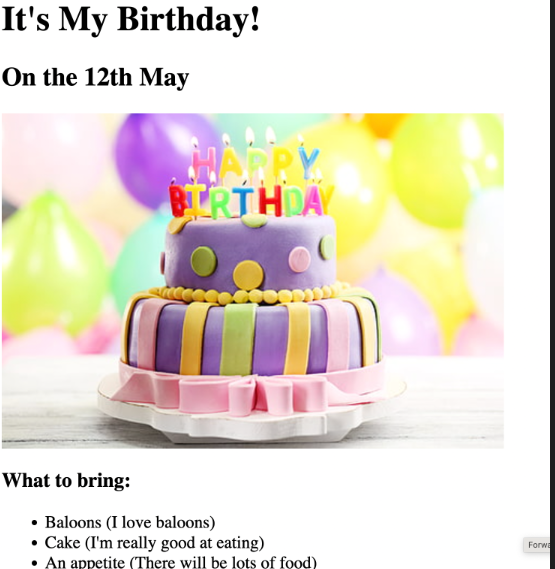 It's My Birthday!
On the 12th May
HAPPY
BIRTHDAY
What to bring:
Baloons (I love baloons)
Cake (I'm really good at eating)
An appetite (There will be lots of food)